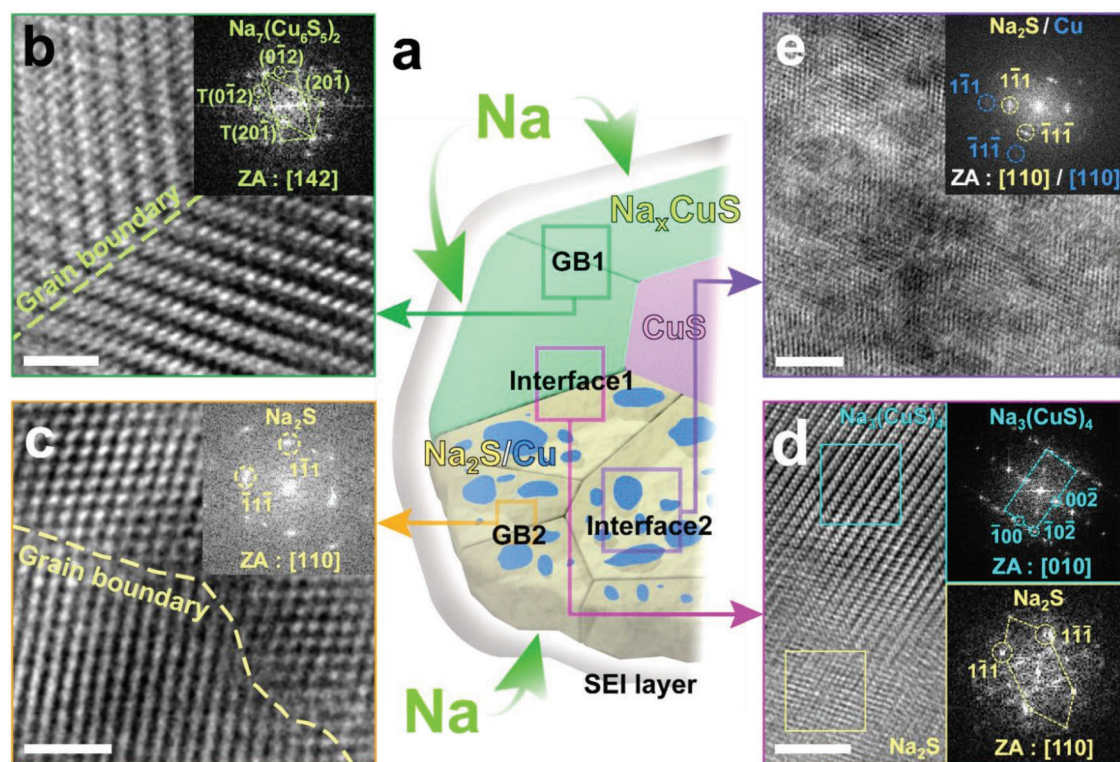 b
Na₇(Cu₆S₅)₂
(01̄2)
(201̄)
T(01̄2)
T(201̄)
ZA : [142]
Grain boundary
a
Na
NaₓCuS
GB1
CuS
Interface1
Na₂S/Cu
GB2
Interface2
SEI layer
Na
e
Na₂S / Cu
11̄1
11̄1
1̄11̄
1̄11̄
ZA : [110] / [110]
c
Na₂S
11̄1
1̄11̄
ZA : [110]
Grain boundary
d
Na₃(CuS)₄
Na₂S
Na₃(CuS)₄
002̄
1̄02̄
1̄00
ZA : [010]
Na₂S
11̄1̄
11̄1
ZA : [110]